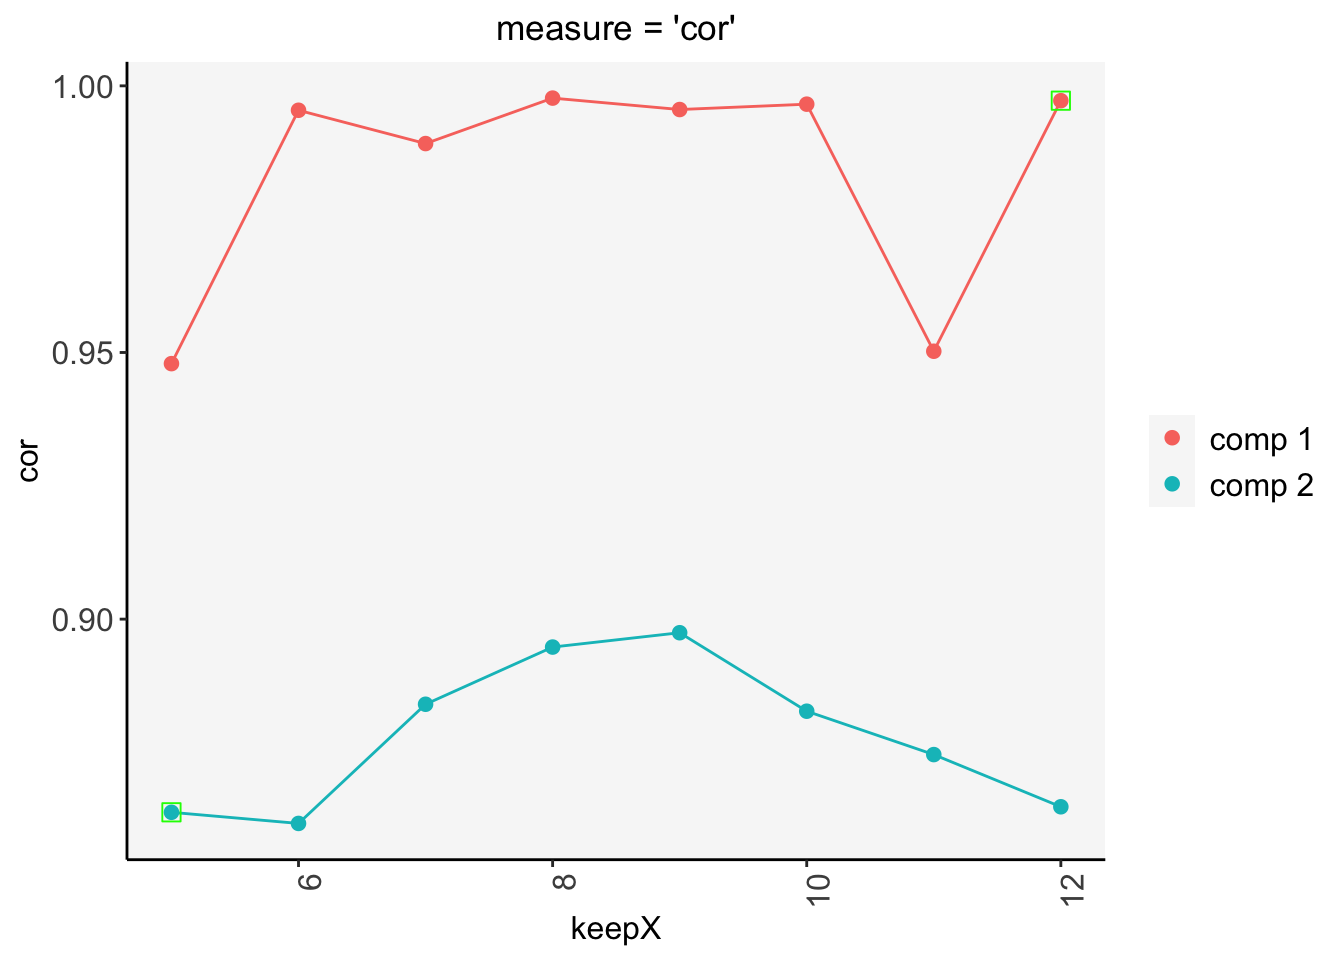 measure = 'cor'
1.00
0.95
0.90
cor
6
8
10
12
keepX
comp 1
comp 2